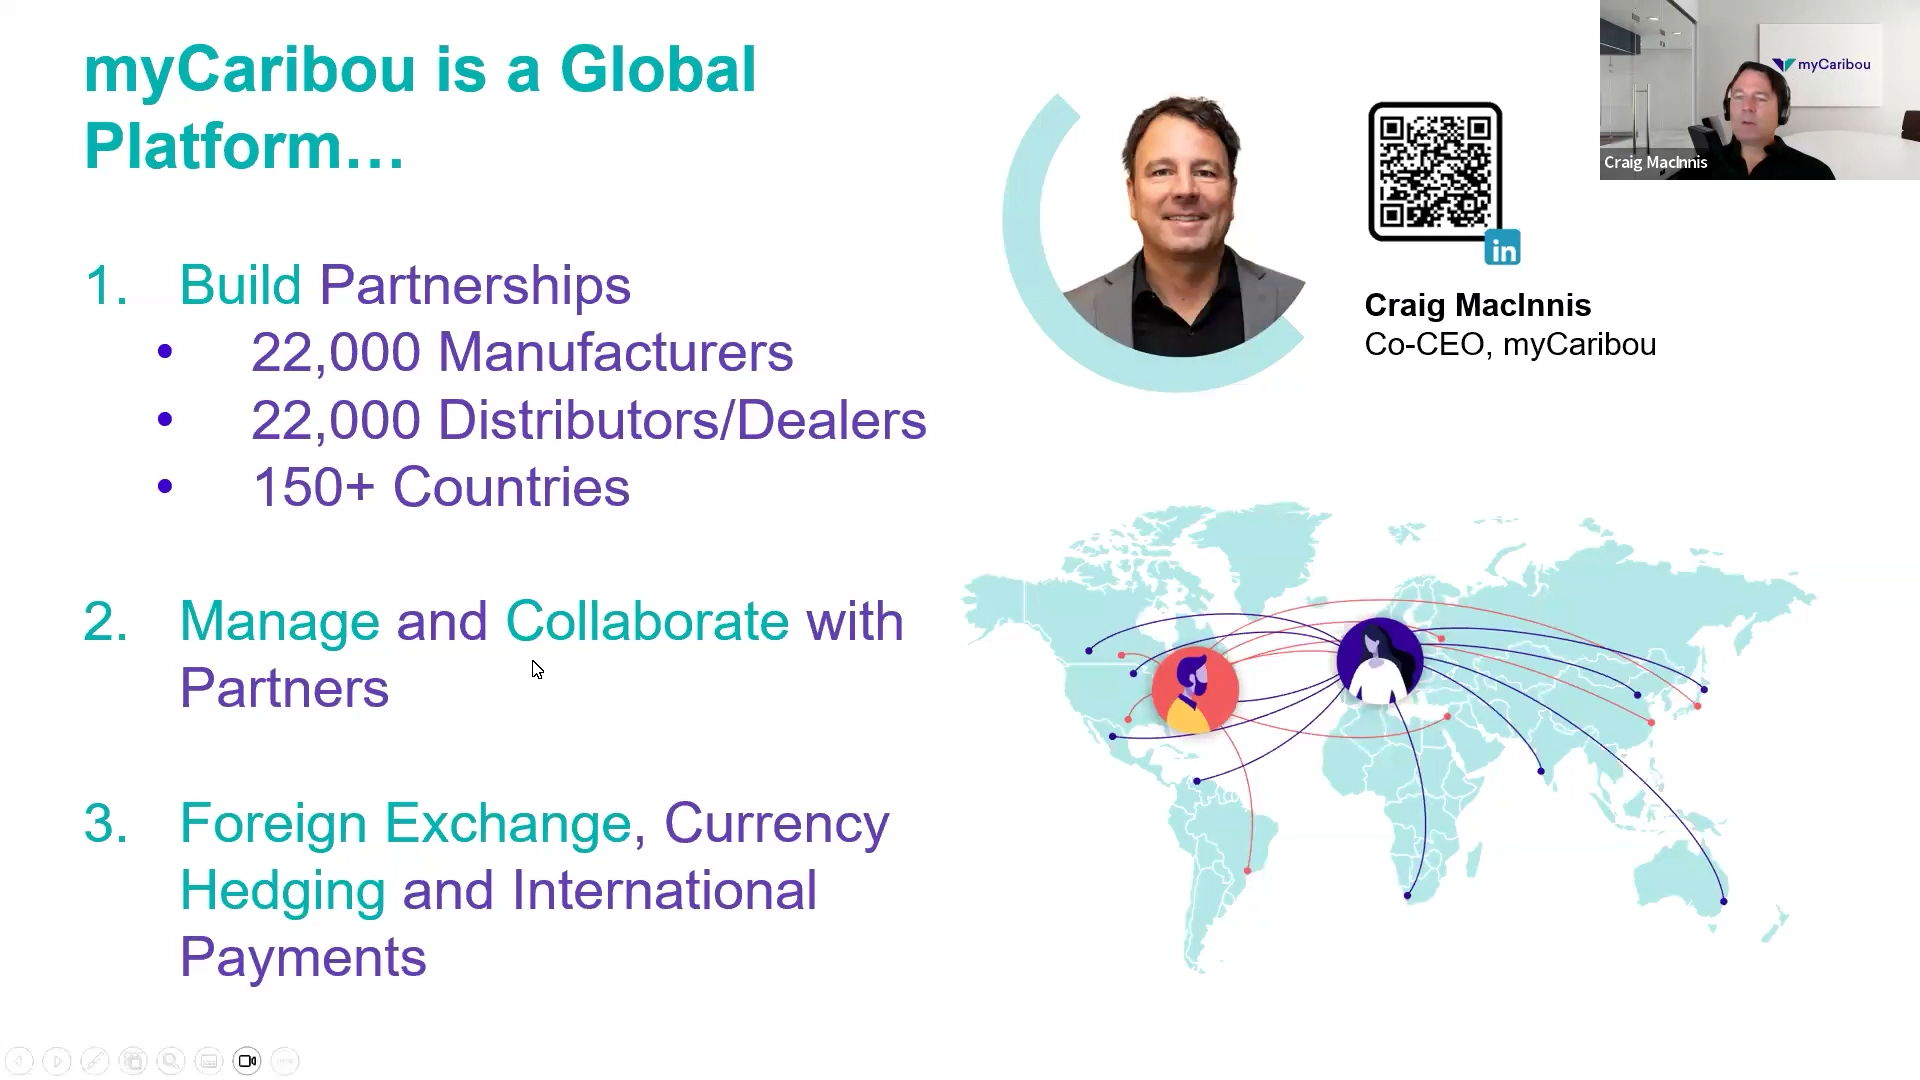 myCaribou is a Global
Platform…
1. Build Partnerships
• 22,000 Manufacturers
• 22,000 Distributors/Dealers
• 150+ Countries
2. Manage and Collaborate with
Partners
3. Foreign Exchange, Currency
Hedging and International
Payments
in
Craig MacInnis
Co-CEO, myCaribou
myCaribou
Craig MacInnis